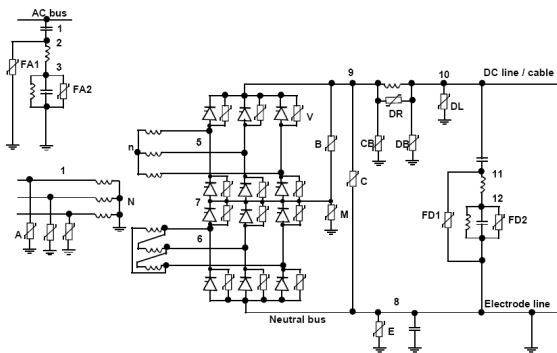 AC bus
1
2
3
FA1
FA2
9
10
DC line / cable
V
DR
DL
5
n
B
CB
DB
C
1
7
11
N
M
12
A
6
FD1
FD2
8
Electrode line
Neutral bus
E